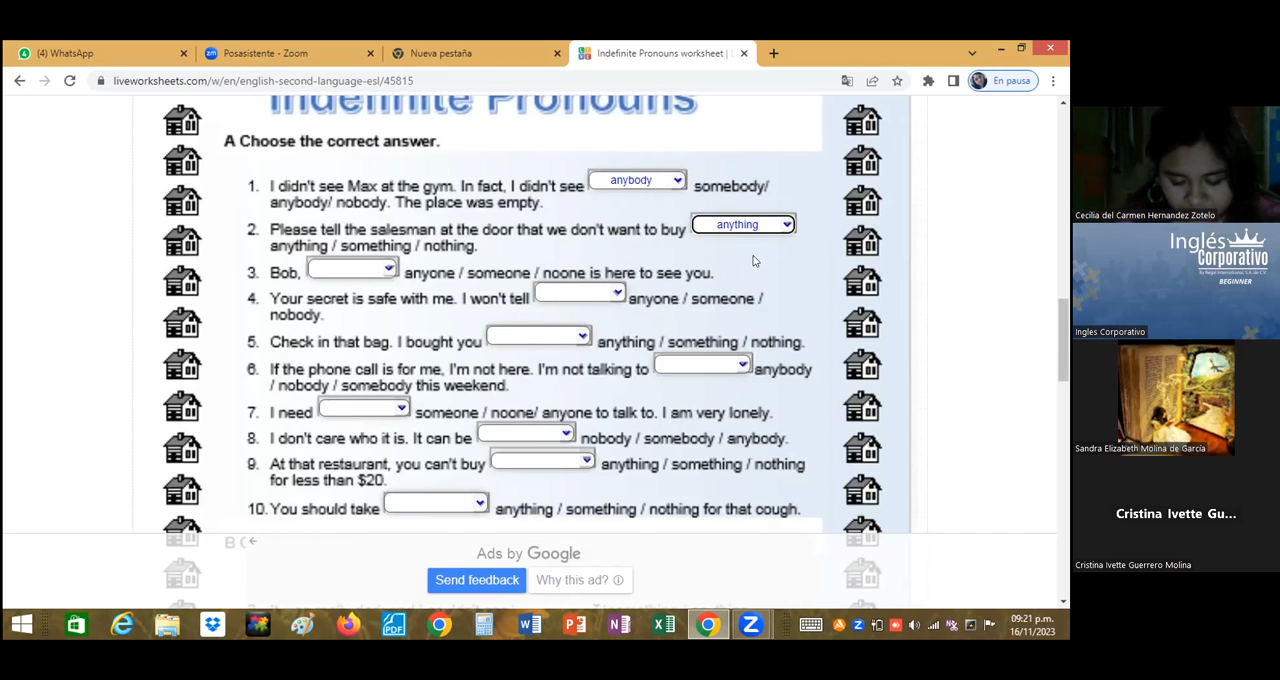 (4) WhatsApp
Posasistente - Zoom
Nueva pestaña
Indefinite Pronouns worksheet |
liveworksheets.com/w/en/english-second-language-esl/45815
En pausa
Indefinite Pronouns
A Choose the correct answer.
1. I didn't see Max at the gym. In fact, I didn't see anybody somebody/
anybody/ nobody. The place was empty.
2. Please tell the salesman at the door that we don't want to buy anything
anything / something / nothing.
3. Bob, anyone / someone / noone is here to see you.
4. Your secret is safe with me. I won't tell anyone / someone /
nobody.
5. Check in that bag. I bought you anything / something / nothing.
6. If the phone call is for me, I'm not here. I'm not talking to anybody
/ nobody / somebody this weekend.
7. I need someone / noone/ anyone to talk to. I am very lonely.
8. I don't care who it is. It can be nobody / somebody / anybody.
9. At that restaurant, you can't buy anything / something / nothing
for less than $20.
10. You should take anything / something / nothing for that cough.
Ads by Google
Send feedback
Why this ad?
09:21 p.m.
16/11/2023
Cecilia del Carmen Hernandez Zotelo
Inglés
Corporativo
By Regal International, S.A. de C.V.
BEGINNER
Ingles Corporativo
Sandra Elizabeth Molina de García
Cristina Ivette Gu...
Cristina Ivette Guerrero Molina